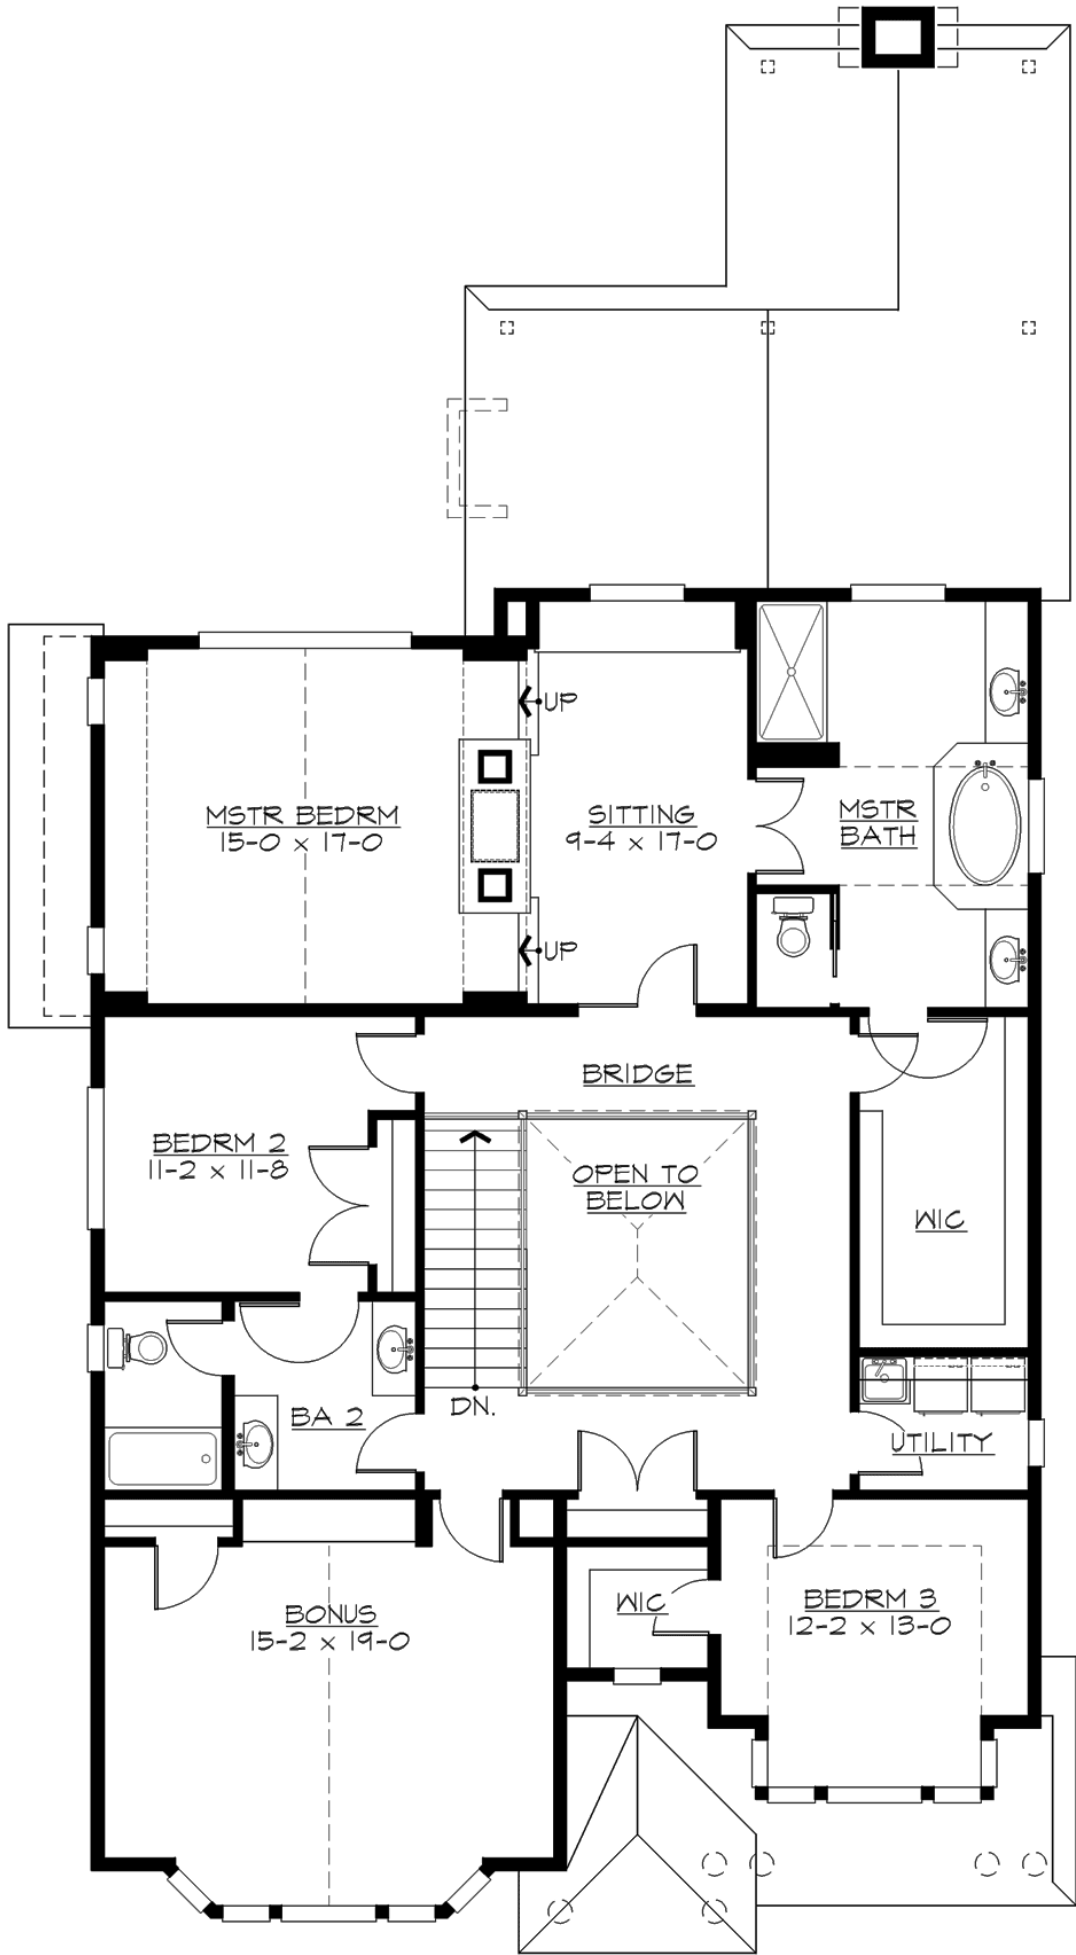 UP
MSTR BEDRM
15-0 x 17-0
SITTING
9-4 x 17-0
MSTR
BATH
UP
BRIDGE
BEDRM 2
11-2 x 11-8
OPEN TO
BELOW
WIC
DN.
BA 2
UTILITY
BONUS
15-2 x 19-0
WIC
BEDRM 3
12-2 x 13-0